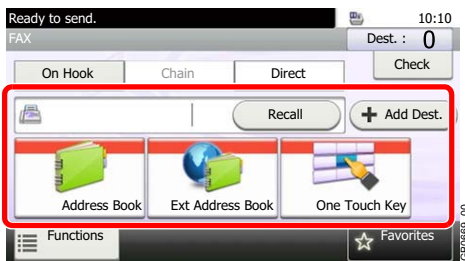 Ready to send. 10:10
FAX Dest. : 0
On Hook Chain Direct Check
Recall Add Dest.
Address Book Ext Address Book One Touch Key
Functions Favorites